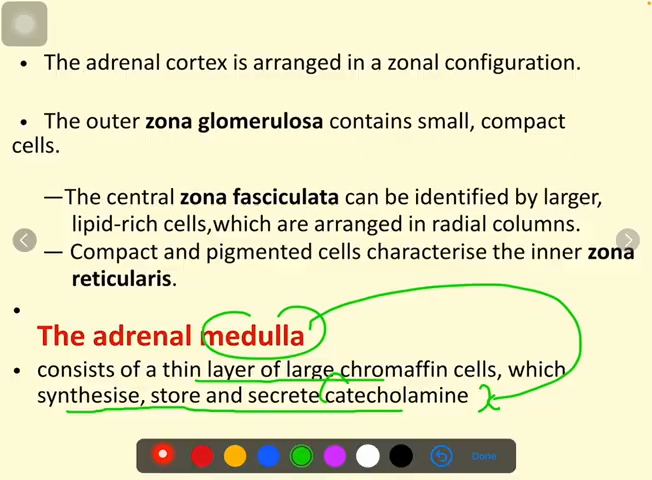 • The adrenal cortex is arranged in a zonal configuration.
• The outer zona glomerulosa contains small, compact
cells.
—The central zona fasciculata can be identified by larger,
lipid-rich cells,which are arranged in radial columns.
— Compact and pigmented cells characterise the inner zona
reticularis.
•
The adrenal medulla
• consists of a thin layer of large chromaffin cells, which
synthesise, store and secrete catecholamine
Done